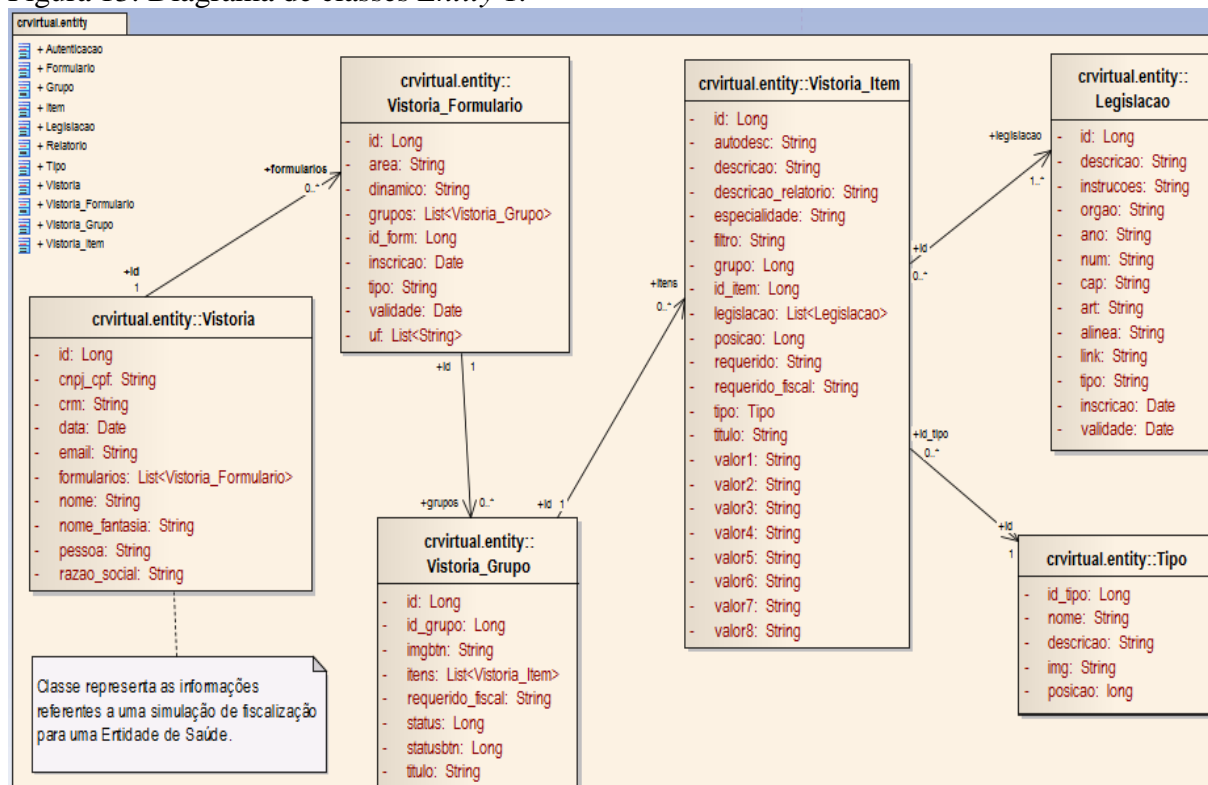 Figura 13: Diagrama de classes Entity 1.
crvirtual.entity
+ Autenticacao
+ Formulario
+ Grupo
+ Item
+ Legislacao
+ Relatorio
+ Tipo
+ Vistoria
+ Vistoria_Formulario
+ Vistoria_Grupo
+ Vistoria_Item
+id
1
+formularios
0..*
crvirtual.entity::Vistoria
- id: Long
- cnpj_cpf: String
- crm: String
- data: Date
- email: String
- formularios: List<Vistoria_Formulario>
- nome: String
- nome_fantasia: String
- pessoa: String
- razao_social: String
Classe representa as informações
referentes a uma simulação de fiscalização
para uma Entidade de Saúde.
crvirtual.entity::
Vistoria_Formulario
- id: Long
- area: String
- dinamico: String
- grupos: List<Vistoria_Grupo>
- id_form: Long
- inscricao: Date
- tipo: String
- validade: Date
- uf: List<String>
+id 1
+grupos 0..*
crvirtual.entity::
Vistoria_Grupo
- id: Long
- id_grupo: Long
- imgbtn: String
- itens: List<Vistoria_Item>
- requerido_fiscal: String
- status: Long
- statusbtn: Long
- titulo: String
+id 1
+itens
0..*
crvirtual.entity::Vistoria_Item
- id: Long
- autodesc: String
- descricao: String
- descricao_relatorio: String
- especialidade: String
- filtro: String
- grupo: Long
- id_item: Long
- legislacao: List<Legislacao>
- posicao: Long
- requerido: String
- requerido_fiscal: String
- tipo: Tipo
- titulo: String
- valor1: String
- valor2: String
- valor3: String
- valor4: String
- valor5: String
- valor6: String
- valor7: String
- valor8: String
+legislacao
1..*
+id
0..*
+id_tipo
0..*
+id
1
crvirtual.entity::
Legislacao
- id: Long
- descricao: String
- instrucoes: String
- orgao: String
- ano: String
- num: String
- cap: String
- art: String
- alinea: String
- link: String
- tipo: String
- inscricao: Date
- validade: Date
crvirtual.entity::Tipo
- id_tipo: Long
- nome: String
- descricao: String
- img: String
- posicao: long